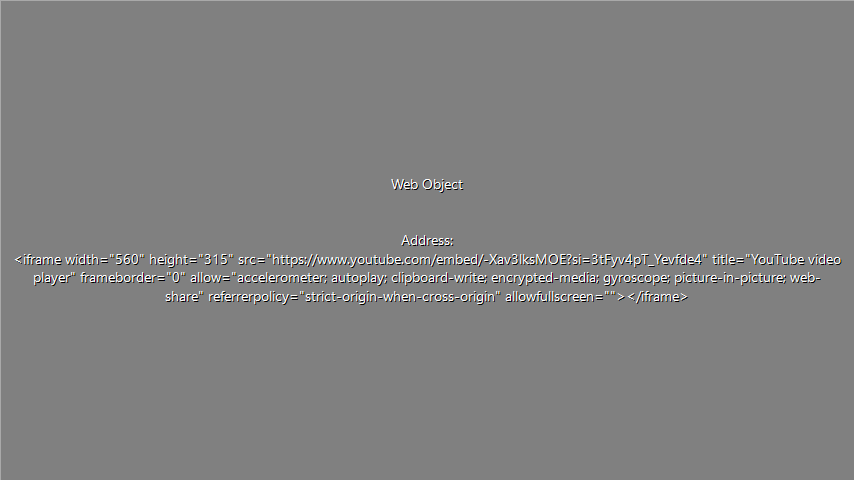 Web Object
Address:
<iframe width="560" height="315" src="https://www.youtube.com/embed/-Xav3lksMOE?si=3tFyv4pT_Yevfde4" title="YouTube video
player" frameborder="0" allow="accelerometer; autoplay; clipboard-write; encrypted-media; gyroscope; picture-in-picture; web-
share" referrerpolicy="strict-origin-when-cross-origin" allowfullscreen=""></iframe>